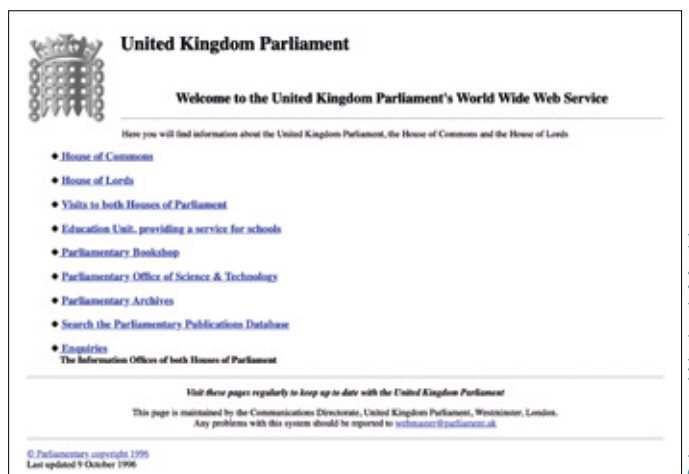 United Kingdom Parliament
Welcome to the United Kingdom Parliament's World Wide Web Service
Here you will find information about the United Kingdom Parliament, the House of Commons and the House of Lords
House of Commons
House of Lords
Visits to both Houses of Parliament
Education Unit, providing a service for schools
Parliamentary Bookshop
Parliamentary Office of Science & Technology
Parliamentary Archives
Search the Parliamentary Publications Database
Enquiries
The Information Offices of both Houses of Parliament
Visit these pages regularly to keep up to date with the United Kingdom Parliament
This page is maintained by the Communications Directorate, United Kingdom Parliament, Westminster, London.
Any problems with this system should be reported to webmaster@parliament.uk
© Parliamentary copyright 1996
Last updated 9 October 1996